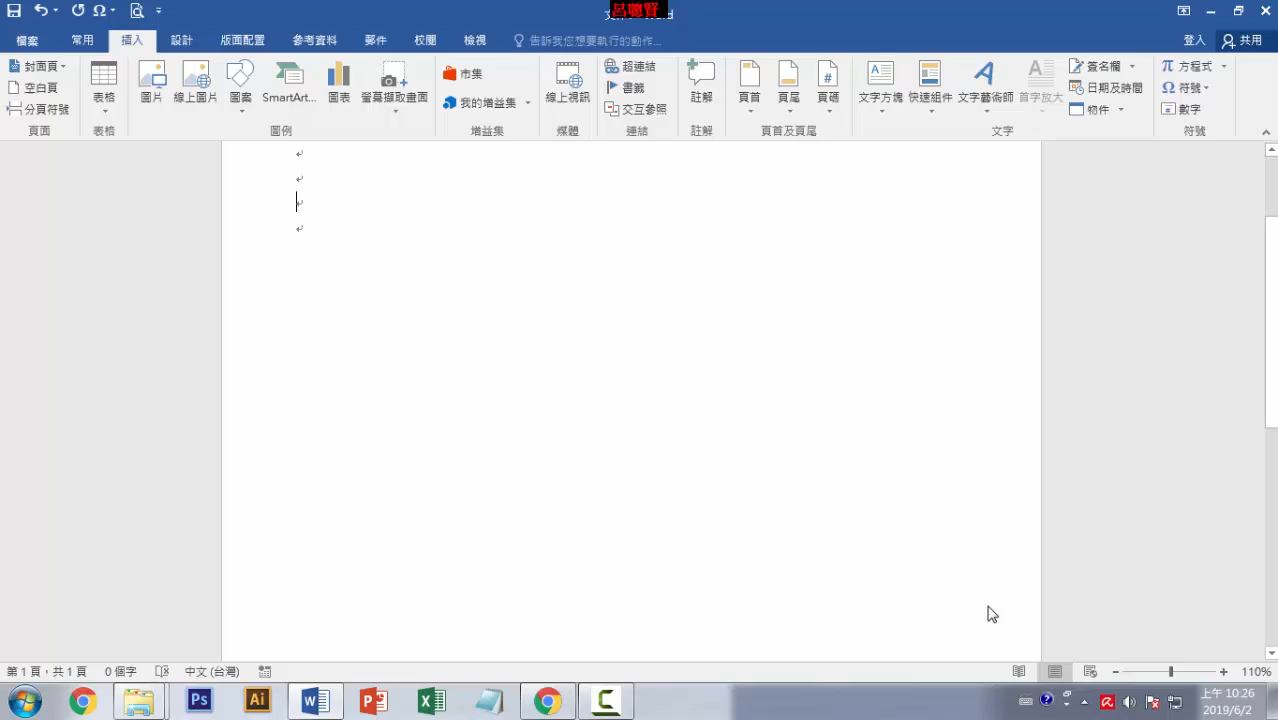 呂聰賢
檔案 常用 插入 設計 版面配置 參考資料 郵件 校閱 檢視 告訴我您想要執行的動作... 登入 共用
封面頁
空白頁
分頁符號
頁面
表格
表格
圖片 線上圖片 圖案 SmartArt... 圖表 螢幕擷取畫面
圖例
市集
我的增益集
增益集
線上視訊
媒體
超連結
書籤
交互參照
連結
註解
註解
頁首 頁尾 頁碼
頁首及頁尾
文字方塊 快速組件 文字藝術師 首字放大
簽名欄
日期及時間
物件
文字
方程式
符號
數字
符號
第 1 頁，共 1 頁 0 個字 中文 (台灣) 110%
Ps Ai
上午 10:26
2019/6/2